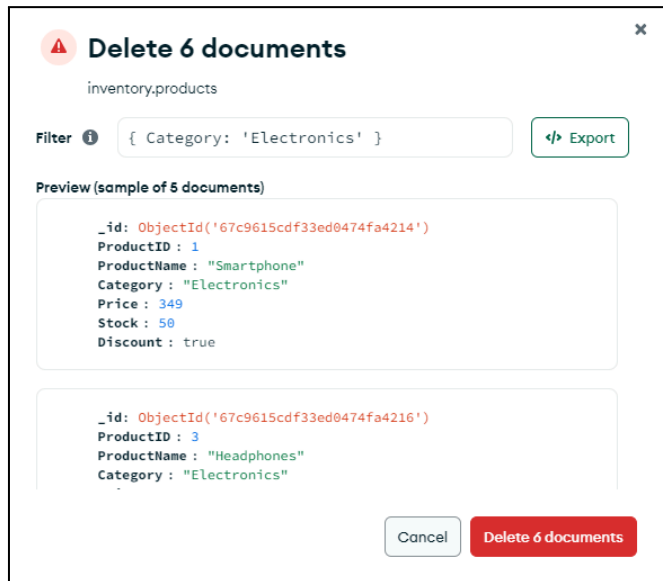 Delete 6 documents
inventory.products
Filter { Category: 'Electronics' } Export
Preview (sample of 5 documents)
_id: ObjectId('67c9615cdf33ed0474fa4214')
ProductID : 1
ProductName : "Smartphone"
Category : "Electronics"
Price : 349
Stock : 50
Discount : true
_id: ObjectId('67c9615cdf33ed0474fa4216')
ProductID : 3
ProductName : "Headphones"
Category : "Electronics"
Cancel Delete 6 documents